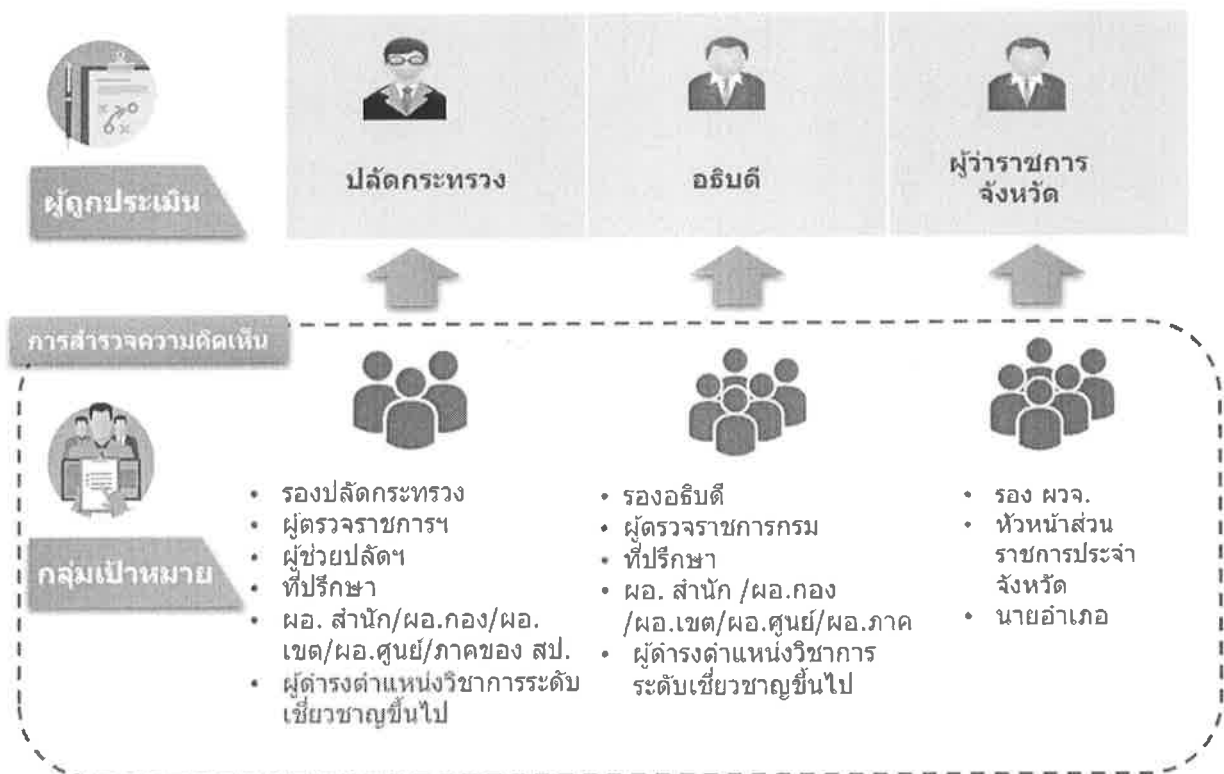 ผู้ถูกประเมิน
ปลัดกระทรวง
อธิบดี
ผู้ว่าราชการ
จังหวัด
การสำรวจความคิดเห็น
กลุ่มเป้าหมาย
• รองปลัดกระทรวง
• ผู้ตรวจราชการฯ
• ผู้ช่วยปลัดฯ
• ที่ปรึกษา
• ผอ. สำนัก/ผอ.กอง/ผอ.
เขต/ผอ.ศูนย์/ภาคของ สป.
• ผู้ดำรงตำแหน่งวิชาการระดับ
เชี่ยวชาญขึ้นไป
• รองอธิบดี
• ผู้ตรวจราชการกรม
• ที่ปรึกษา
• ผอ. สำนัก /ผอ.กอง
/ผอ.เขต/ผอ.ศูนย์/ผอ.ภาค
• ผู้ดำรงตำแหน่งวิชาการ
ระดับเชี่ยวชาญขึ้นไป
• รอง ผวจ.
• หัวหน้าส่วน
ราชการประจำ
จังหวัด
• นายอำเภอ